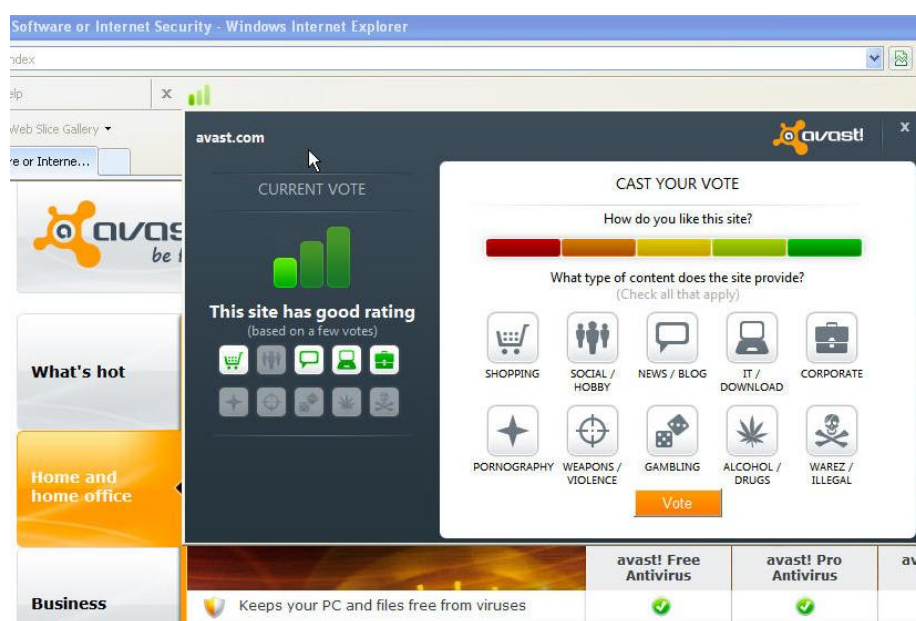 Software or Internet Security - Windows Internet Explorer
ndex
elp
x
Web Slice Gallery
re or Interne...
avast.com
avast!
x
CURRENT VOTE
This site has good rating
(based on a few votes)
CAST YOUR VOTE
How do you like this site?
What type of content does the site provide?
(Check all that apply)
SHOPPING
SOCIAL /
HOBBY
NEWS / BLOG
IT /
DOWNLOAD
CORPORATE
PORNOGRAPHY
WEAPONS /
VIOLENCE
GAMBLING
ALCOHOL /
DRUGS
WAREZ /
ILLEGAL
Vote
avas
be
What's hot
Home and
home office
Business
avast! Free
Antivirus
avast! Pro
Antivirus
av
Keeps your PC and files free from viruses